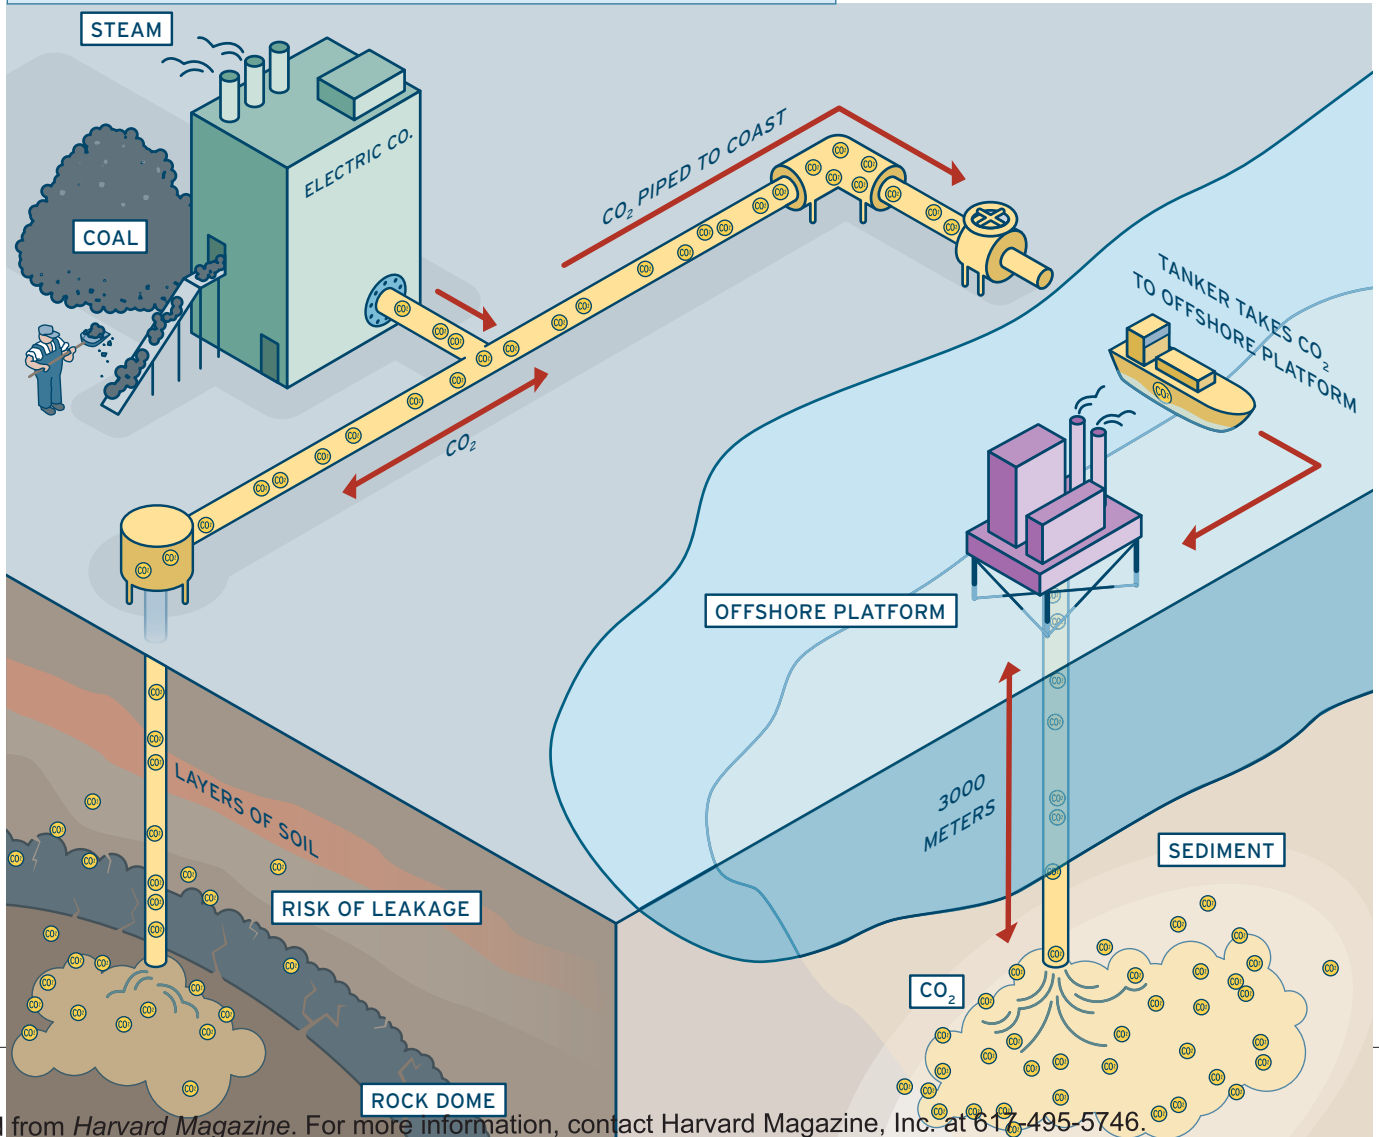 STEAM
ELECTRIC CO.
COAL
CO₂ PIPED TO COAST
TANKER TAKES CO₂
TO OFFSHORE PLATFORM
CO₂
OFFSHORE PLATFORM
LAYERS OF SOIL
3000
METERS
SEDIMENT
RISK OF LEAKAGE
CO₂
ROCK DOME
from Harvard Magazine. For more information, contact Harvard Magazine, Inc. at 617-495-5746.